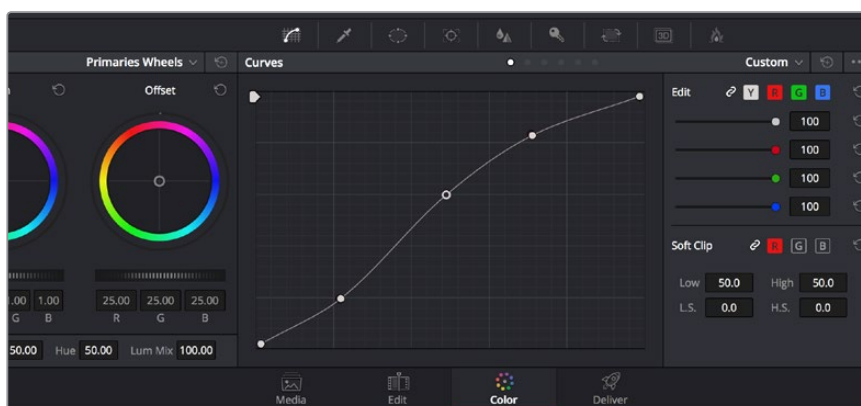 3D
Primaries Wheels
Curves
Custom
Offset
Edit
Y R G B
100
100
100
100
Soft Clip
R G B
Low 50.0 High 50.0
L.S. 0.0 H.S. 0.0
1.00 25.00 25.00 25.00
G B R G B
50.00 Hue 50.00 Lum Mix 100.00
Media Edit Color Deliver